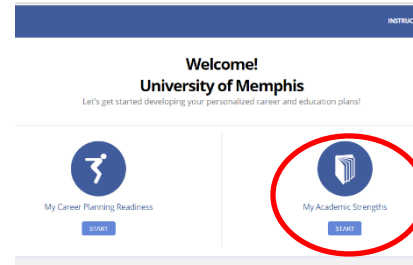 INSTRUC
Welcome!
University of Memphis
Let's get started developing your personalized career and education plans!
My Career Planning Readiness
START
My Academic Strengths
START